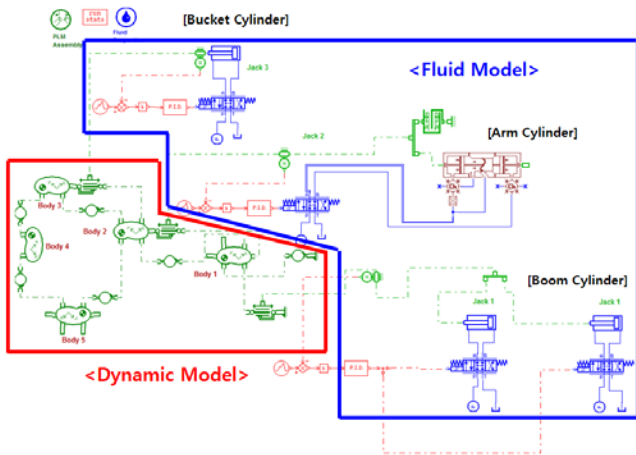 [Bucket Cylinder]
run
stats
PLM
Assembly
Fluid
Jack 3
<Fluid Model>
P.I.D.
Jack 2
[Arm Cylinder]
P.I.D.
Body 3
Body 2
Body 4
Body 1
Body 5
[Boom Cylinder]
Jack 1
Jack 1
P.I.D.
<Dynamic Model>